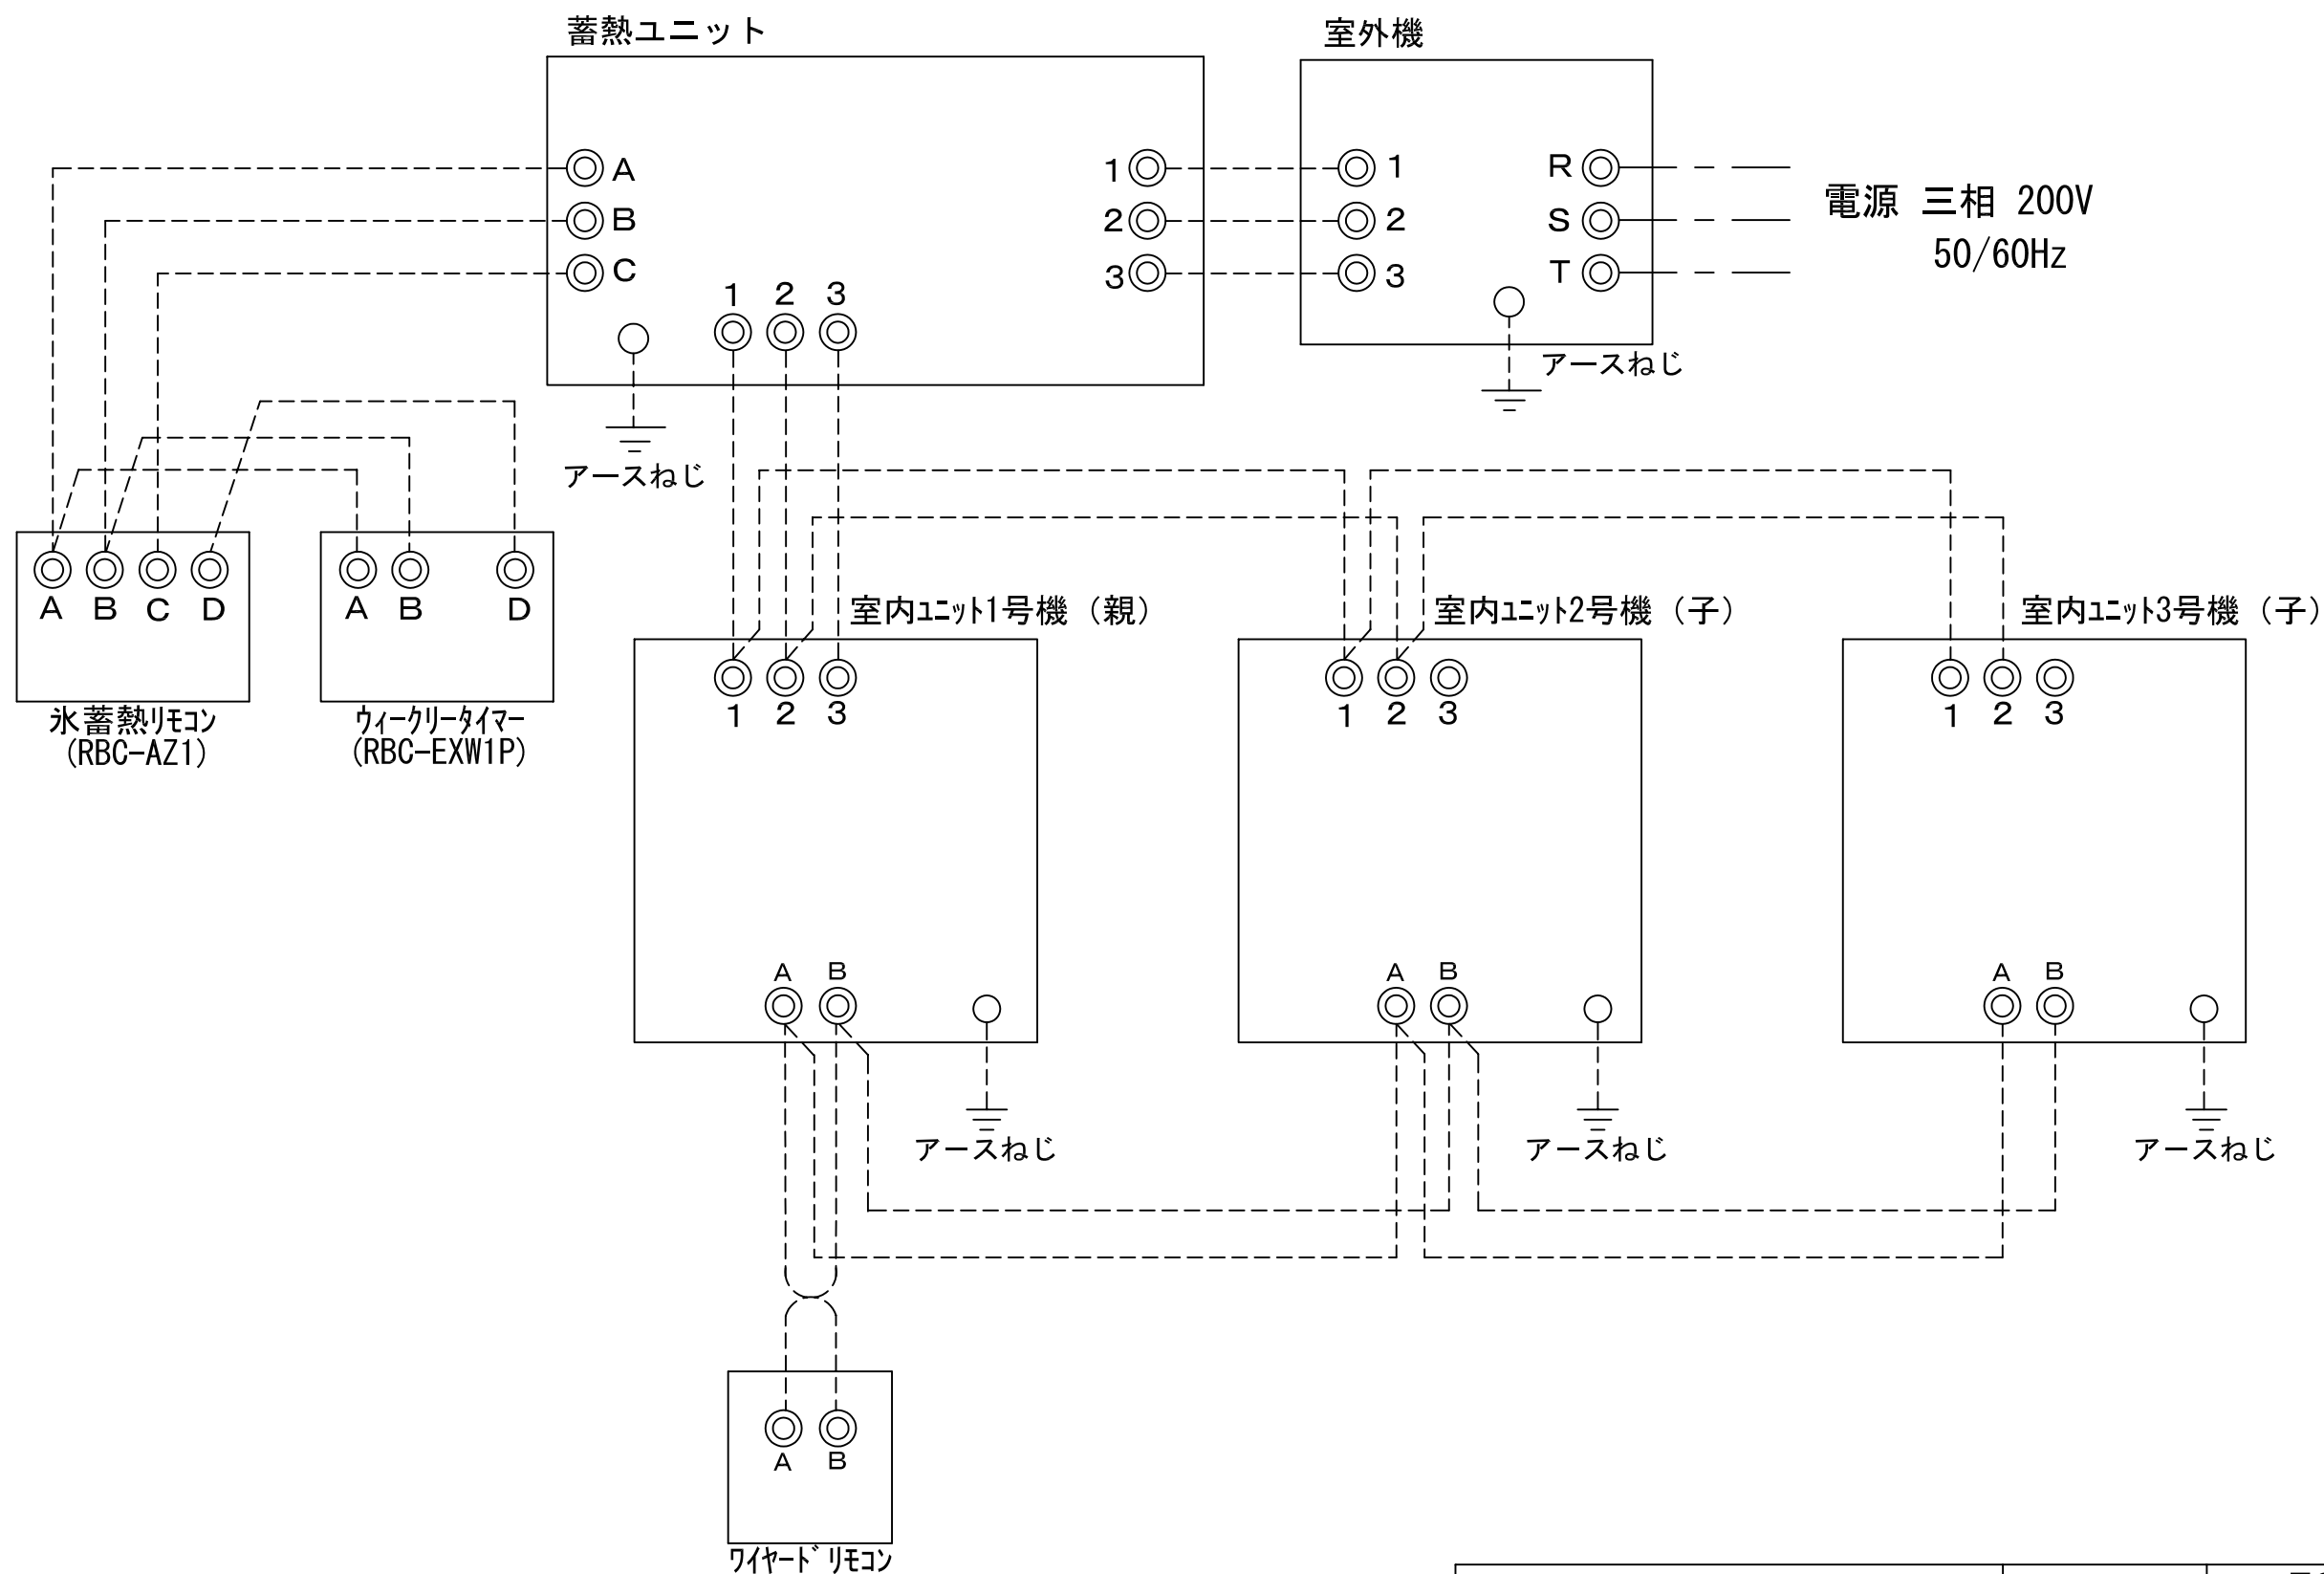 蓄熱ユニット
室外機
A
B
C
1
2
3
1
2
3
1
2
3
R
S
T
電源 三相 200V
50/60Hz
アースねじ
アースねじ
A B C D
氷蓄熱ﾘﾓｺﾝ
(RBC-AZ1)
A B D
ｳｨｰｸﾘｰﾀｲﾏｰ
(RBC-EXW1P)
室内ﾕﾆｯﾄ1号機（親）
1 2 3
A B
アースねじ
室内ﾕﾆｯﾄ2号機（子）
1 2 3
A B
アースねじ
室内ﾕﾆｯﾄ3号機（子）
1 2 3
A B
アースねじ
A B
ﾜｲﾔｰﾄﾞﾘﾓｺﾝ